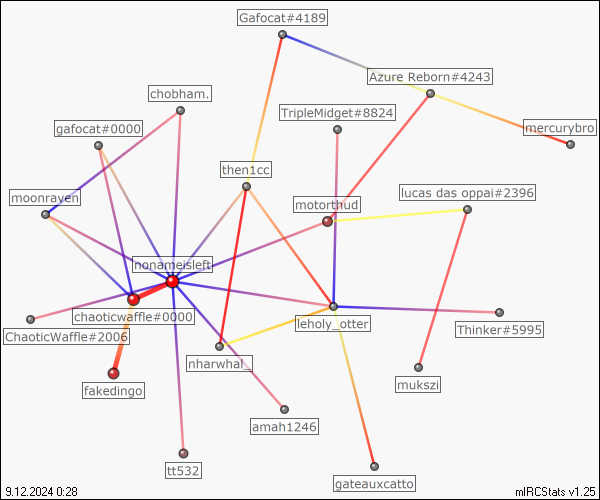 Gafocat#4189
Azure Reborn#4243
chobham.
TripleMidget#8824
gafocat#0000
mercurybro
then1cc
lucas das oppai#2396
moonraven
motorthud
nonameisleft
chaoticwaffle#0000
leholy_otter
ChaoticWaffle#2006
Thinker#5995
nharwhal_
fakedingo
mukszi
amah1246
tt532
gateauxcatto
9.12.2024 0:28
mIRCStats v1.25